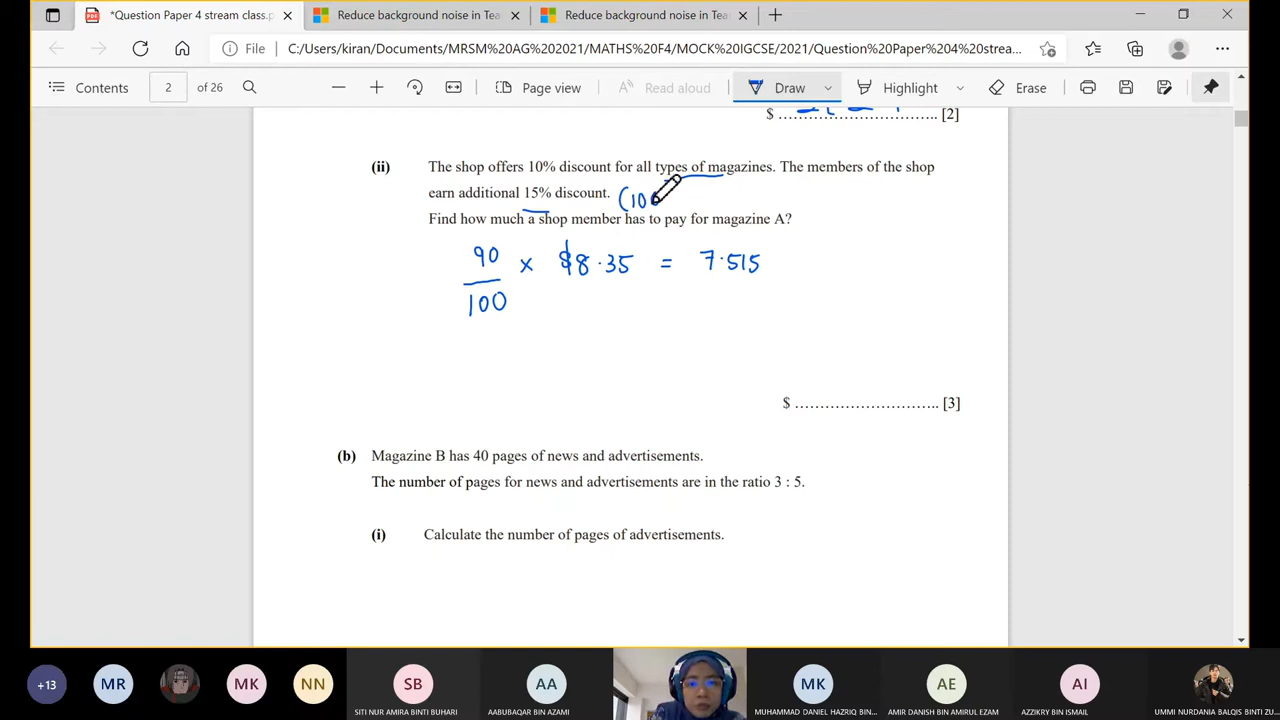 *Question Paper 4 stream class.p
Reduce background noise in Tea
Reduce background noise in Tea
File
C:/Users/kiran/Documents/MRSM%20AG%202021/MATHS%20F4/MOCK%20IGCSE/2021/Question%20Paper%204%20strea...
Contents
2
of 26
Page view
Read aloud
Draw
Highlight
Erase
$ ……………………………….. [2]
(ii) The shop offers 10% discount for all types of magazines. The members of the shop
earn additional 15% discount. (10
Find how much a shop member has to pay for magazine A?
90
100
× $8.35 = 7.515
$ ……………………………….. [3]
(b) Magazine B has 40 pages of news and advertisements.
The number of pages for news and advertisements are in the ratio 3 : 5.
(i) Calculate the number of pages of advertisements.
+13
MR
MK
NN
SB
SITI NUR AMIRA BINTI BUHARI
AA
AABUBAQAR BIN AZAMI
MK
MUHAMMAD DANIEL HAZRIQ BIN...
AE
AMIR DANISH BIN AMIRUL EZAM
AI
AZZIKRY BIN ISMAIL
UMMI NURDANIA BALQIS BINTI ZU...